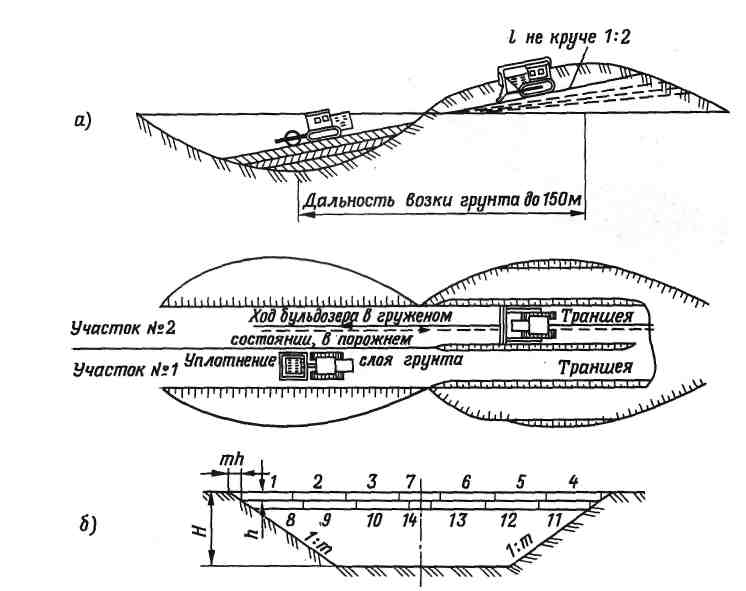 l не круче 1:2
а)
Дальность возки грунта до 150м
Ход бульдозера в груженом
Траншея
Участок №2
состоянии, в порожнем
Уплотнение слоя грунта
Участок №1
Траншея
mh
1 2 3 7 6 5 4
б)
H
h
8 9 10 14 13 12 11
1:m
1:m